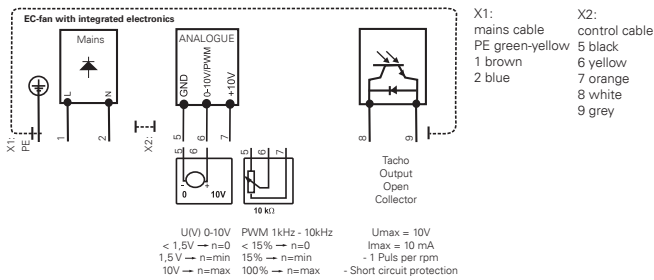 EC-fan with integrated electronics
Mains
L
N
ANALOGUE
GND
0-10V/PWM
+10V
X1:
PE
1
2
X2:
5
6
7
8
9
5
6
5
6
7
- +
0 10V
10 kΩ
Tacho
Output
Open
Collector
U(V) 0-10V PWM 1kHz - 10kHz
< 1,5V → n=0 < 15% → n=0
1,5 V → n=min 15% → n=min
10V → n=max 100% → n=max
Umax = 10V
Imax = 10 mA
- 1 Puls per rpm
- Short circuit protection
X1:
mains cable
PE green-yellow
1 brown
2 blue
X2:
control cable
5 black
6 yellow
7 orange
8 white
9 grey